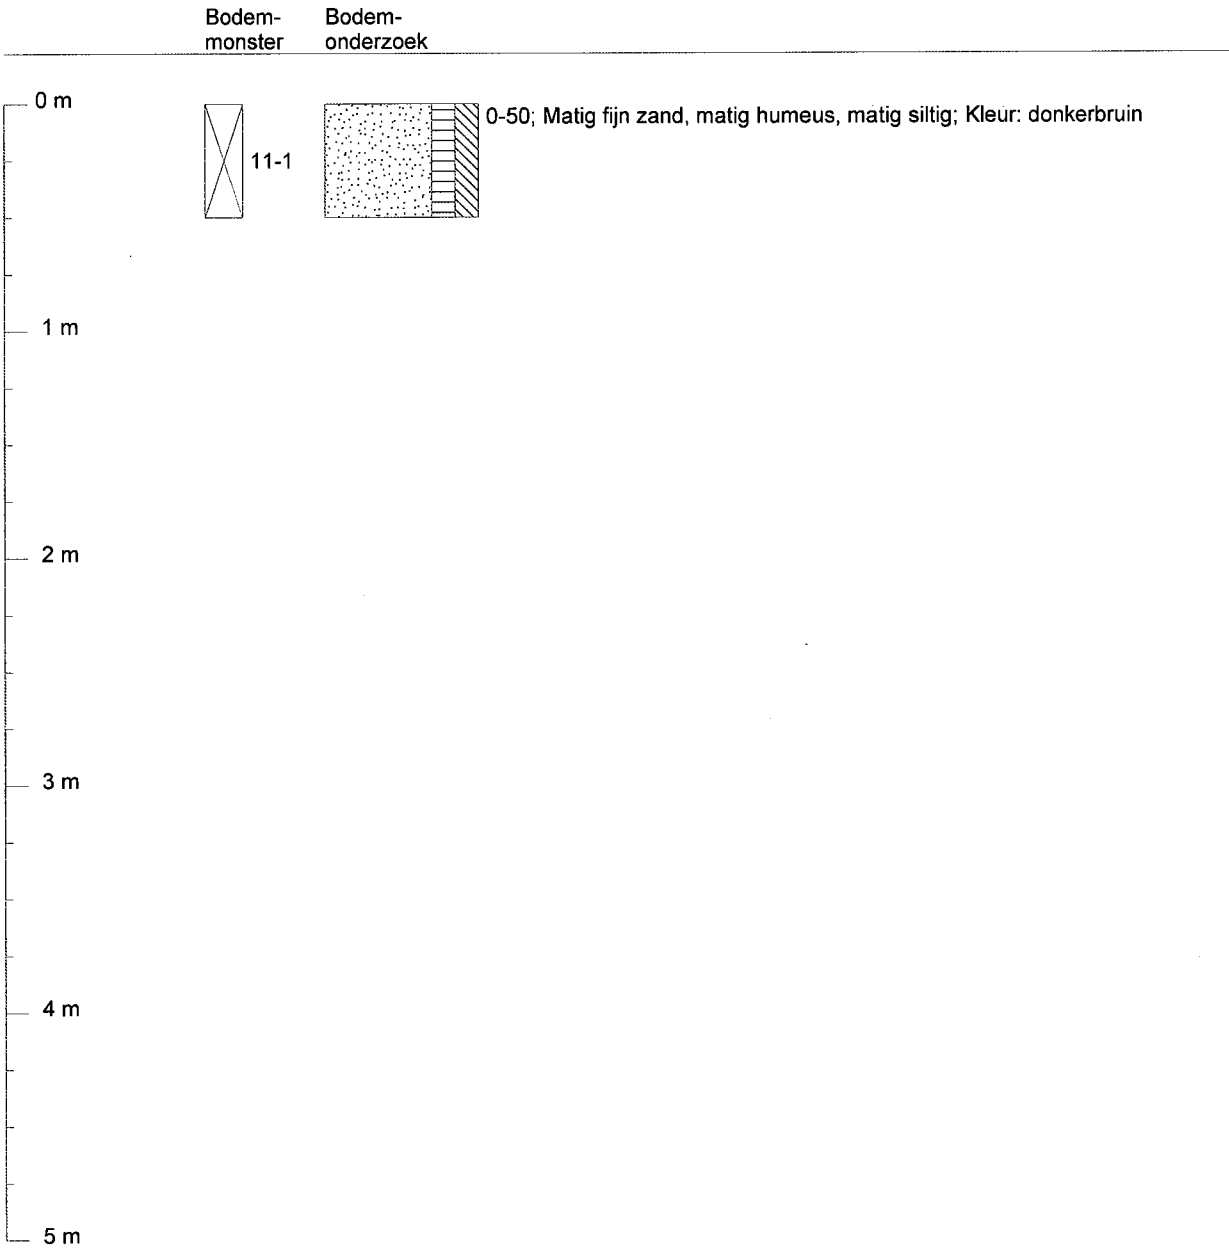 Bodem-
monster
Bodem-
onderzoek
0 m
11-1
0-50; Matig fijn zand, matig humeus, matig siltig; Kleur: donkerbruin
1 m
2 m
3 m
4 m
5 m